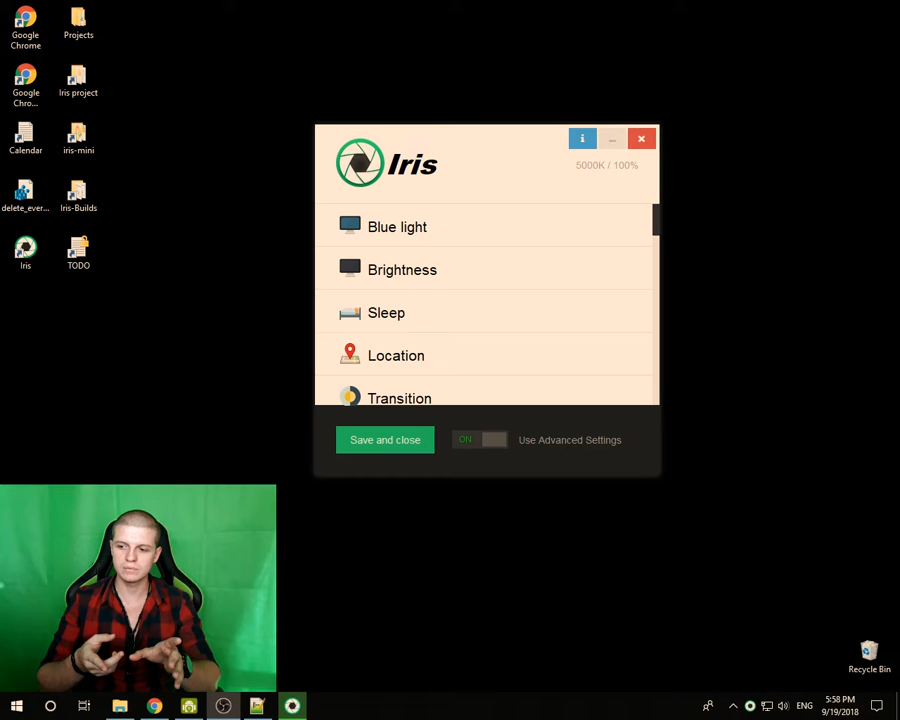 Google
Chrome
Projects
Google
Chro...
Iris project
Calendar
iris-mini
delete_ever...
Iris-Builds
Iris
TODO
Iris
5000K / 100%
Blue light
Brightness
Sleep
Location
Transition
Save and close
ON
Use Advanced Settings
Recycle Bin
ENG
5:58 PM
9/19/2018